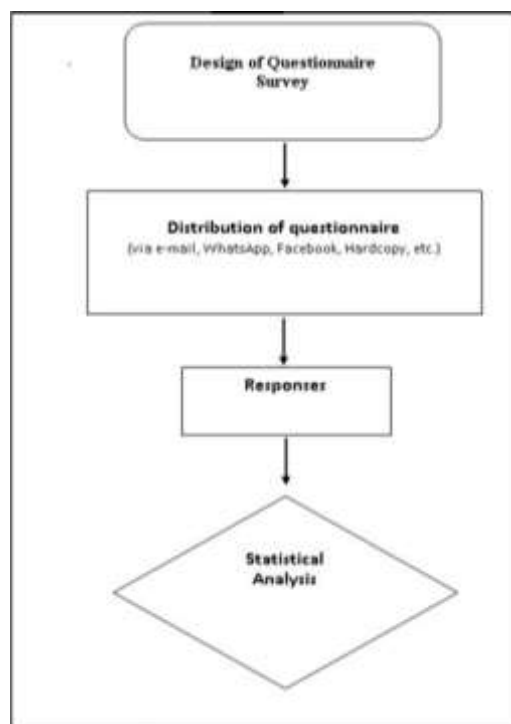 Design of Questionnaire
Survey
Distribution of questionnaire
(via e-mail, WhatsApp, Facebook, Hardcopy, etc.)
Responses
Statistical
Analysis